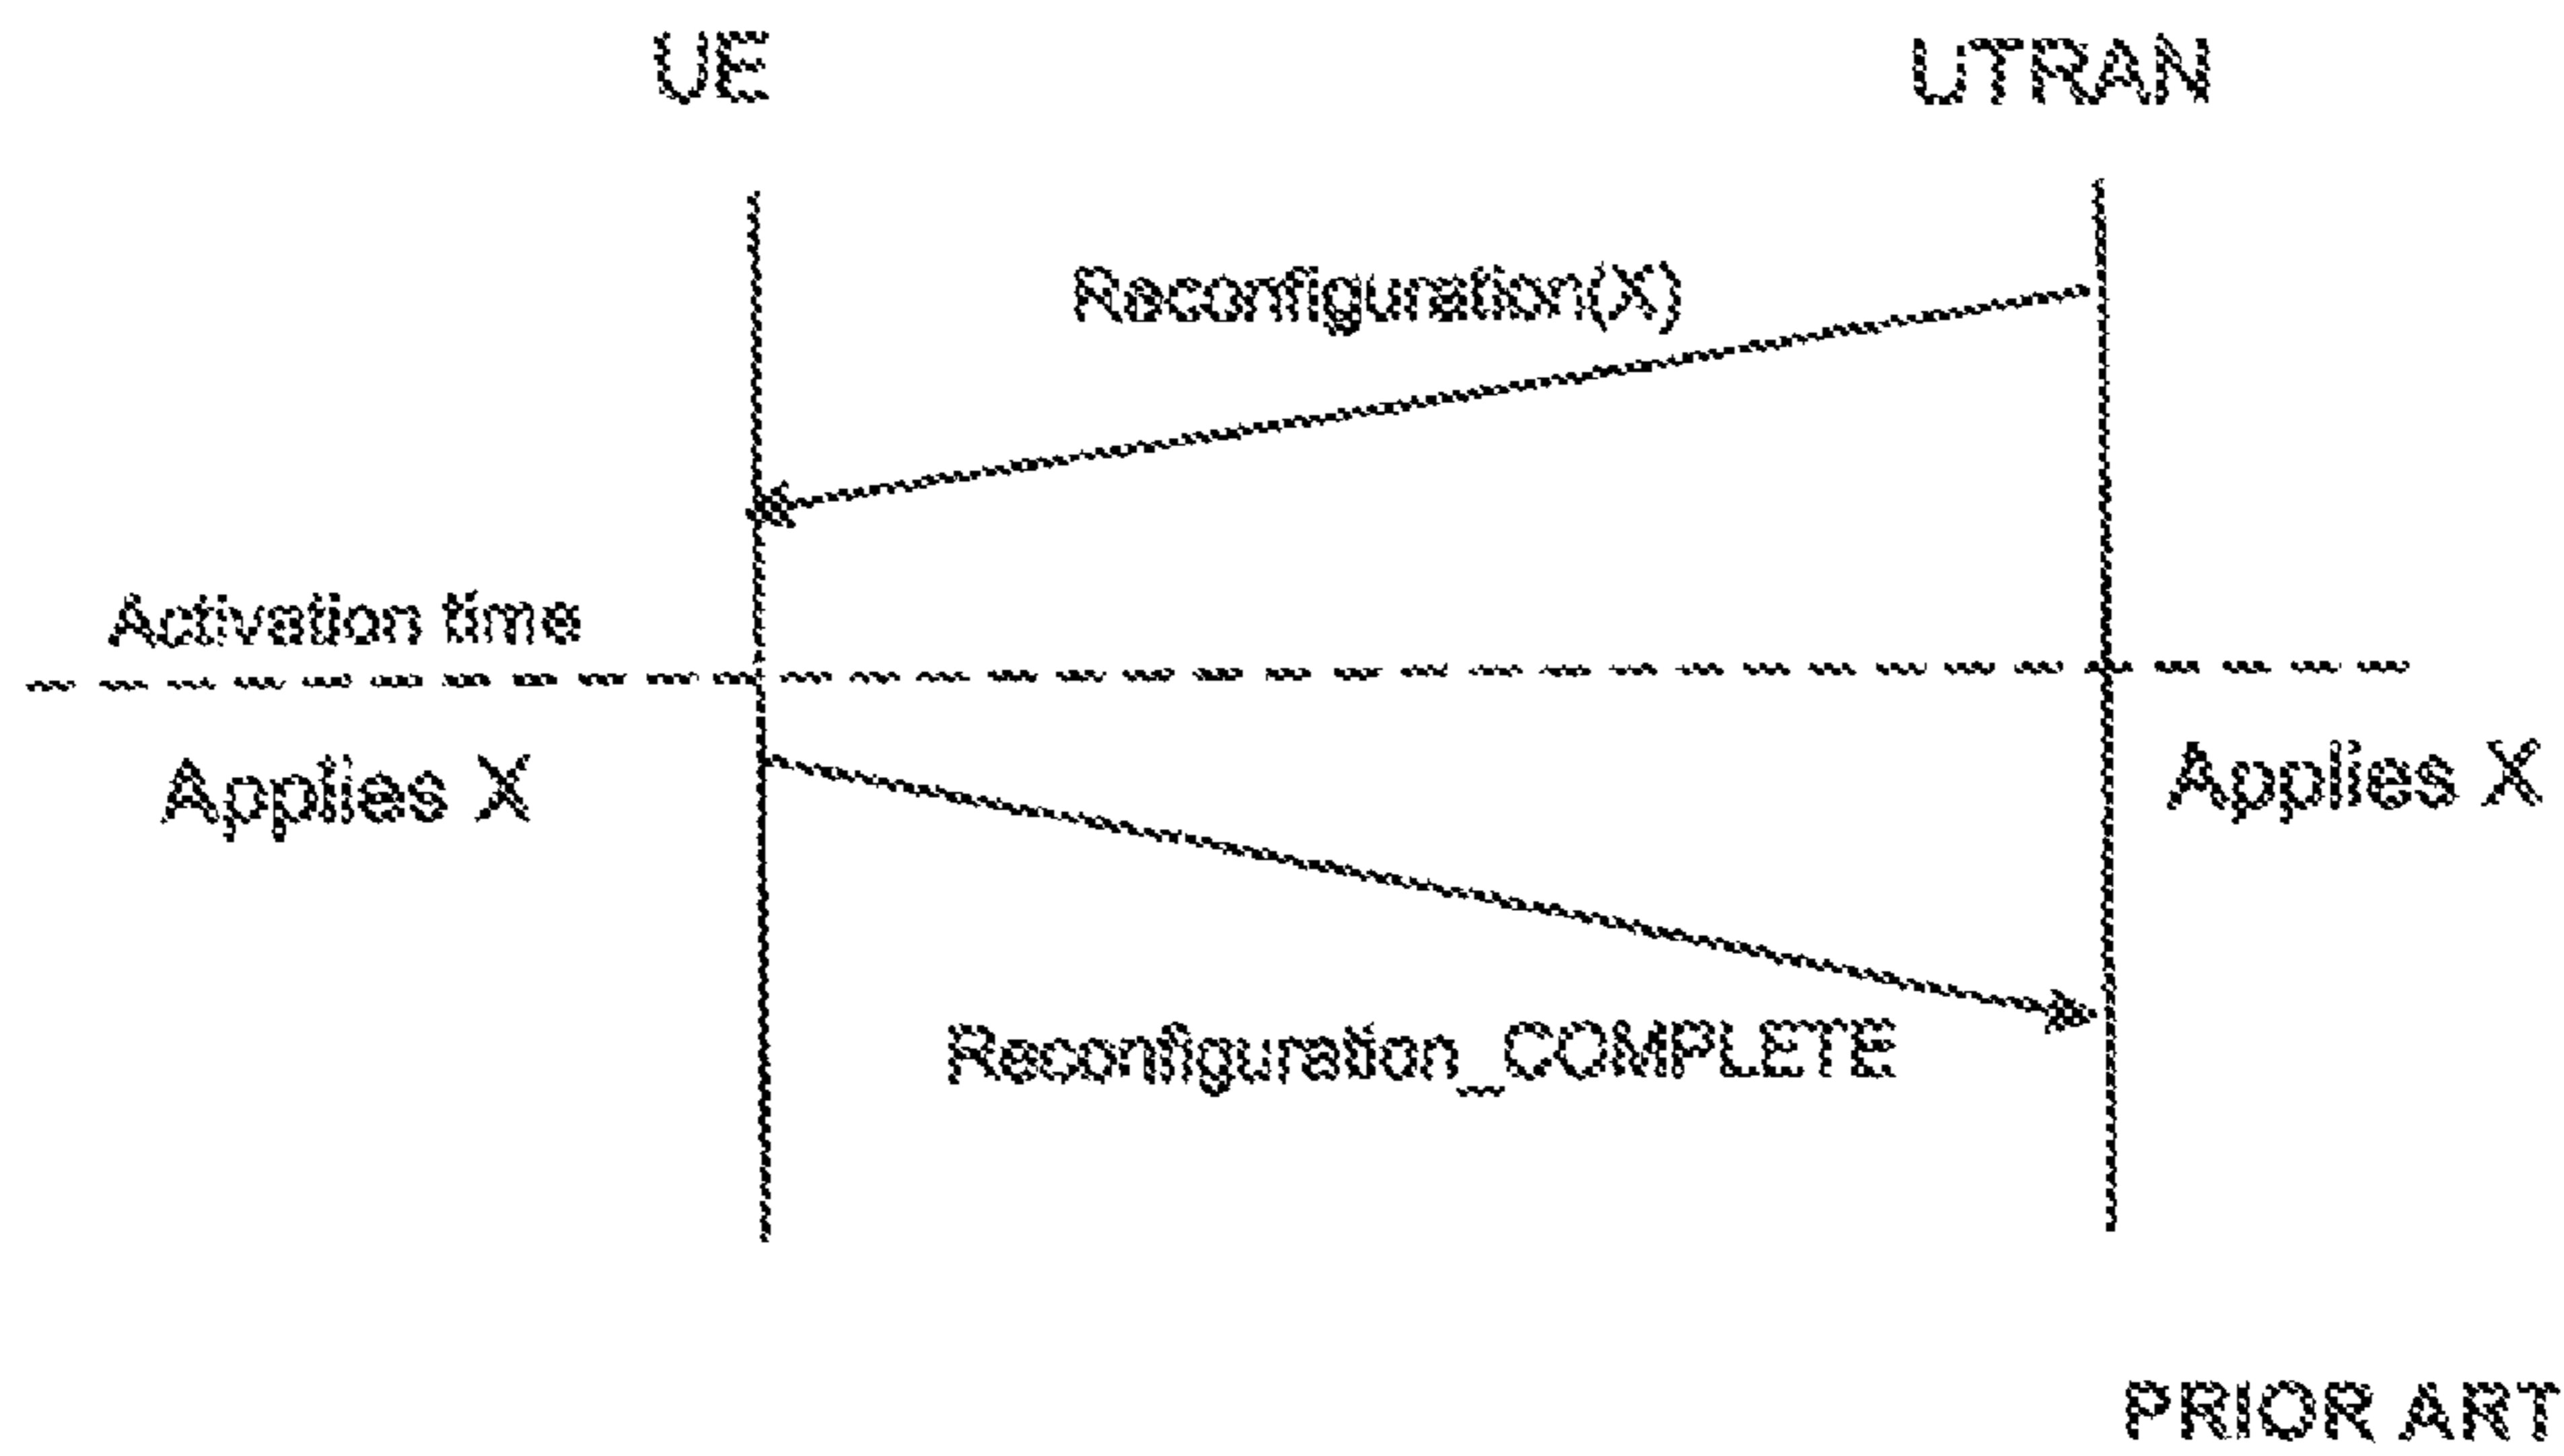 UE
UTRAN
Reconfiguration(X)
Activation time
Applies X
Applies X
Reconfiguration_COMPLETE
PRIOR ART